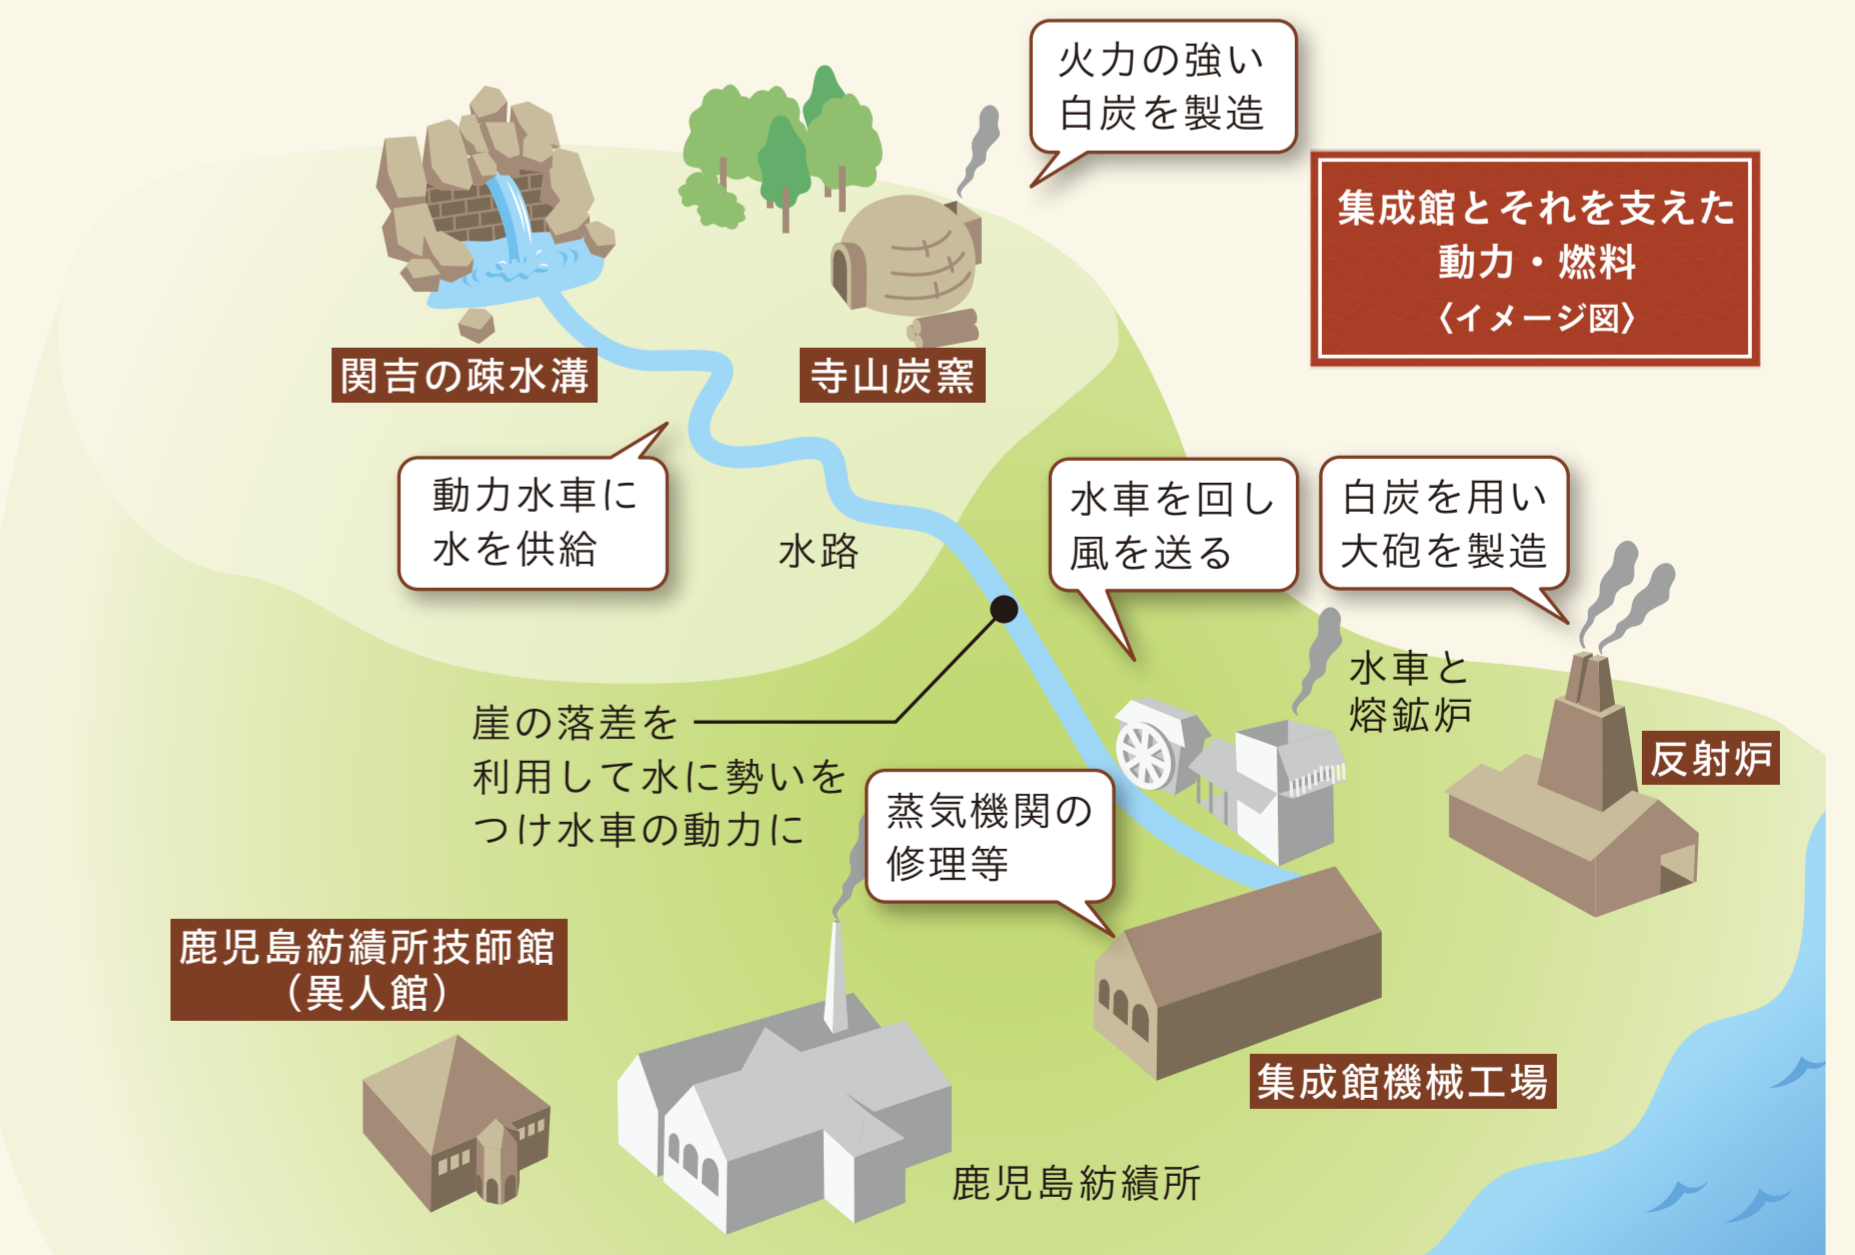 火力の強い
白炭を製造
集成館とそれを支えた
動力・燃料
〈イメージ図〉
関吉の疎水溝
寺山炭窯
動力水車に
水を供給
水路
水車を回し
風を送る
白炭を用い
大砲を製造
水車と
熔鉱炉
反射炉
崖の落差を
利用して水に勢いを
つけ水車の動力に
蒸気機関の
修理等
鹿児島紡績所技師館
（異人館）
集成館機械工場
鹿児島紡績所